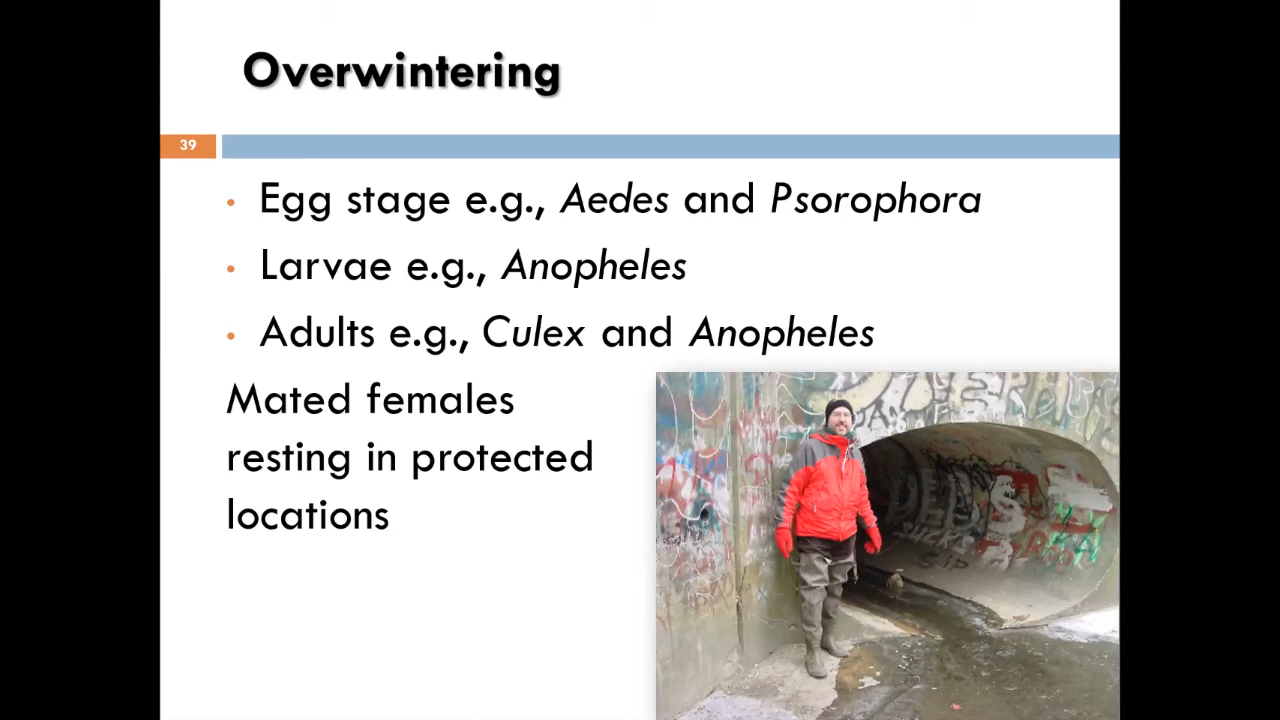 Overwintering
39
• Egg stage e.g., Aedes and Psorophora
• Larvae e.g., Anopheles
• Adults e.g., Culex and Anopheles
Mated females
resting in protected
locations